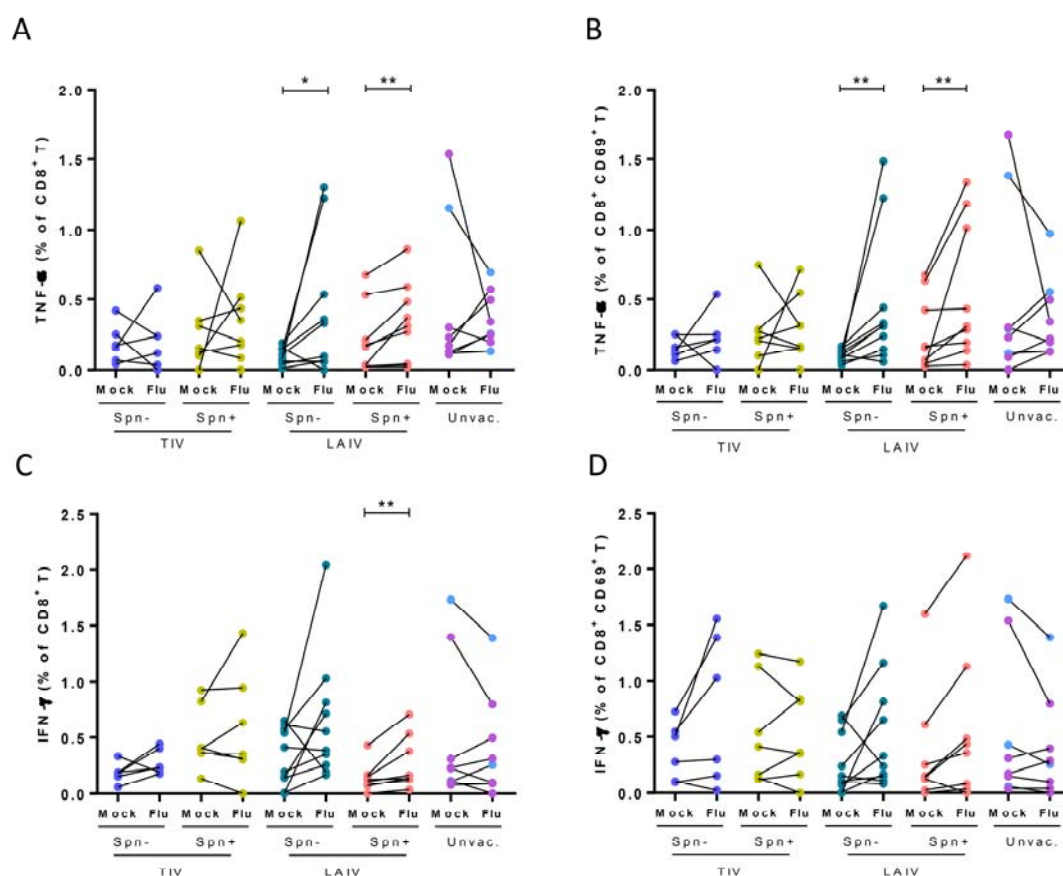 A
B
* **
** **
2.0
1.5
1.0
0.5
0.0
TNF-α (% of CD8+ T)
2.0
1.5
1.0
0.5
0.0
TNF-α (% of CD8+ CD69+ T)
Mock Flu Mock Flu Mock Flu Mock Flu Mock Flu
Spn- Spn+ Spn- Spn+ Unvac.
TIV LAIV
Mock Flu Mock Flu Mock Flu Mock Flu Mock Flu
Spn- Spn+ Spn- Spn+ Unvac.
TIV LAIV
C
D
**
2.5
2.0
1.5
1.0
0.5
0.0
IFN-γ (% of CD8+ T)
2.5
2.0
1.5
1.0
0.5
0.0
IFN-γ (% of CD8+ CD69+ T)
Mock Flu Mock Flu Mock Flu Mock Flu Mock Flu
Spn- Spn+ Spn- Spn+ Unvac.
TIV LAIV
Mock Flu Mock Flu Mock Flu Mock Flu Mock Flu
Spn- Spn+ Spn- Spn+ Unvac.
TIV LAIV